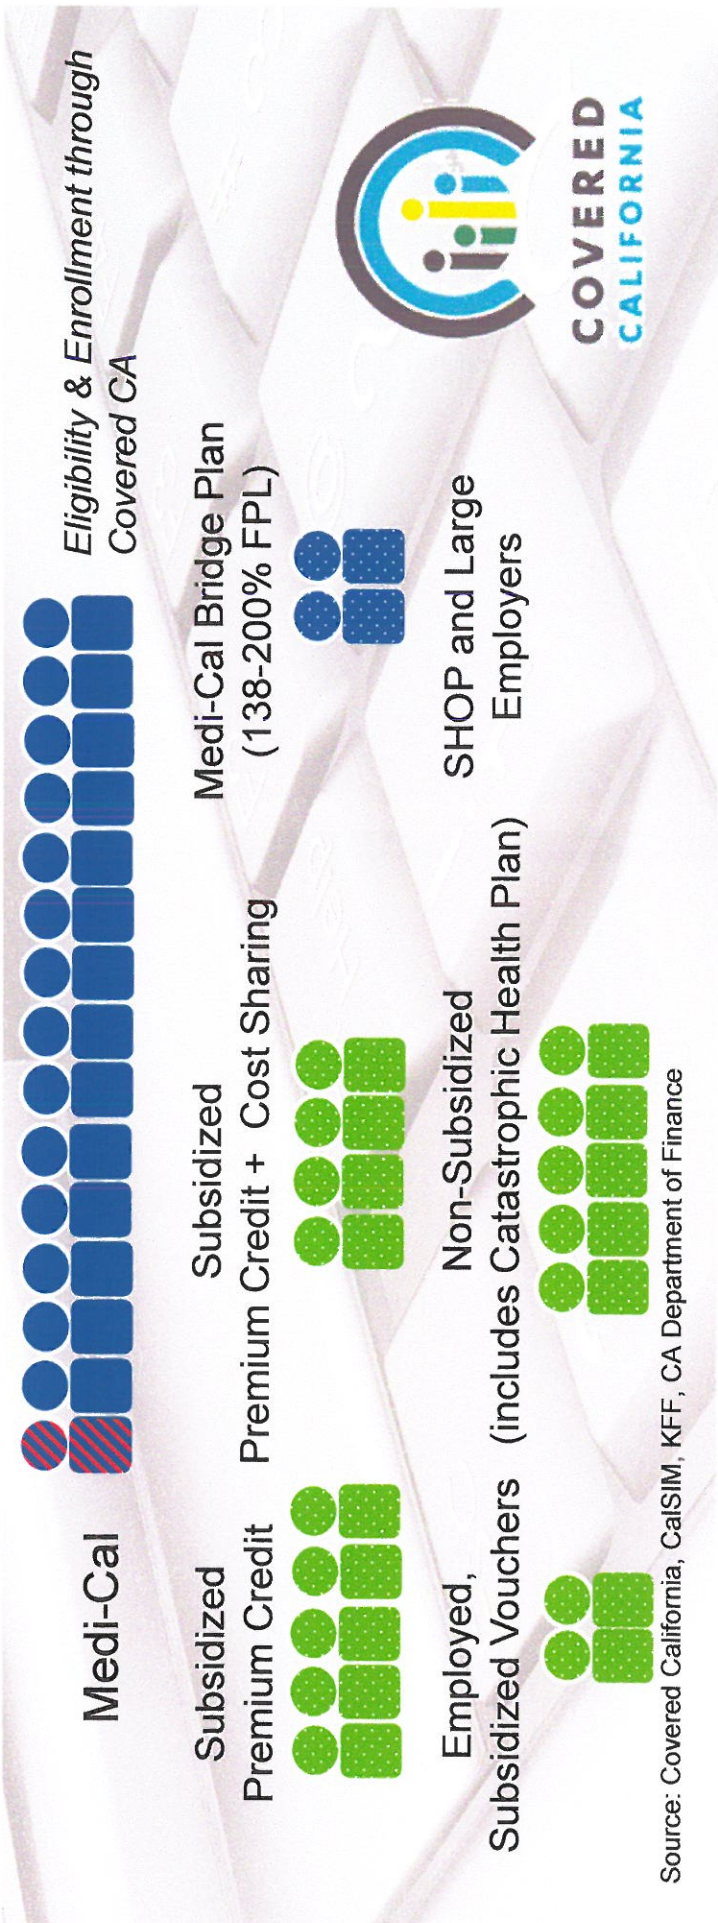 Medi-Cal
Eligibility & Enrollment through
Covered CA
Subsidized
Premium Credit
Subsidized
Premium Credit + Cost Sharing
Medi-Cal Bridge Plan
(138-200% FPL)
Employed,
Subsidized Vouchers
Non-Subsidized
(includes Catastrophic Health Plan)
SHOP and Large
Employers
COVERED
CALIFORNIA
Source: Covered California, CalSIM, KFF, CA Department of Finance